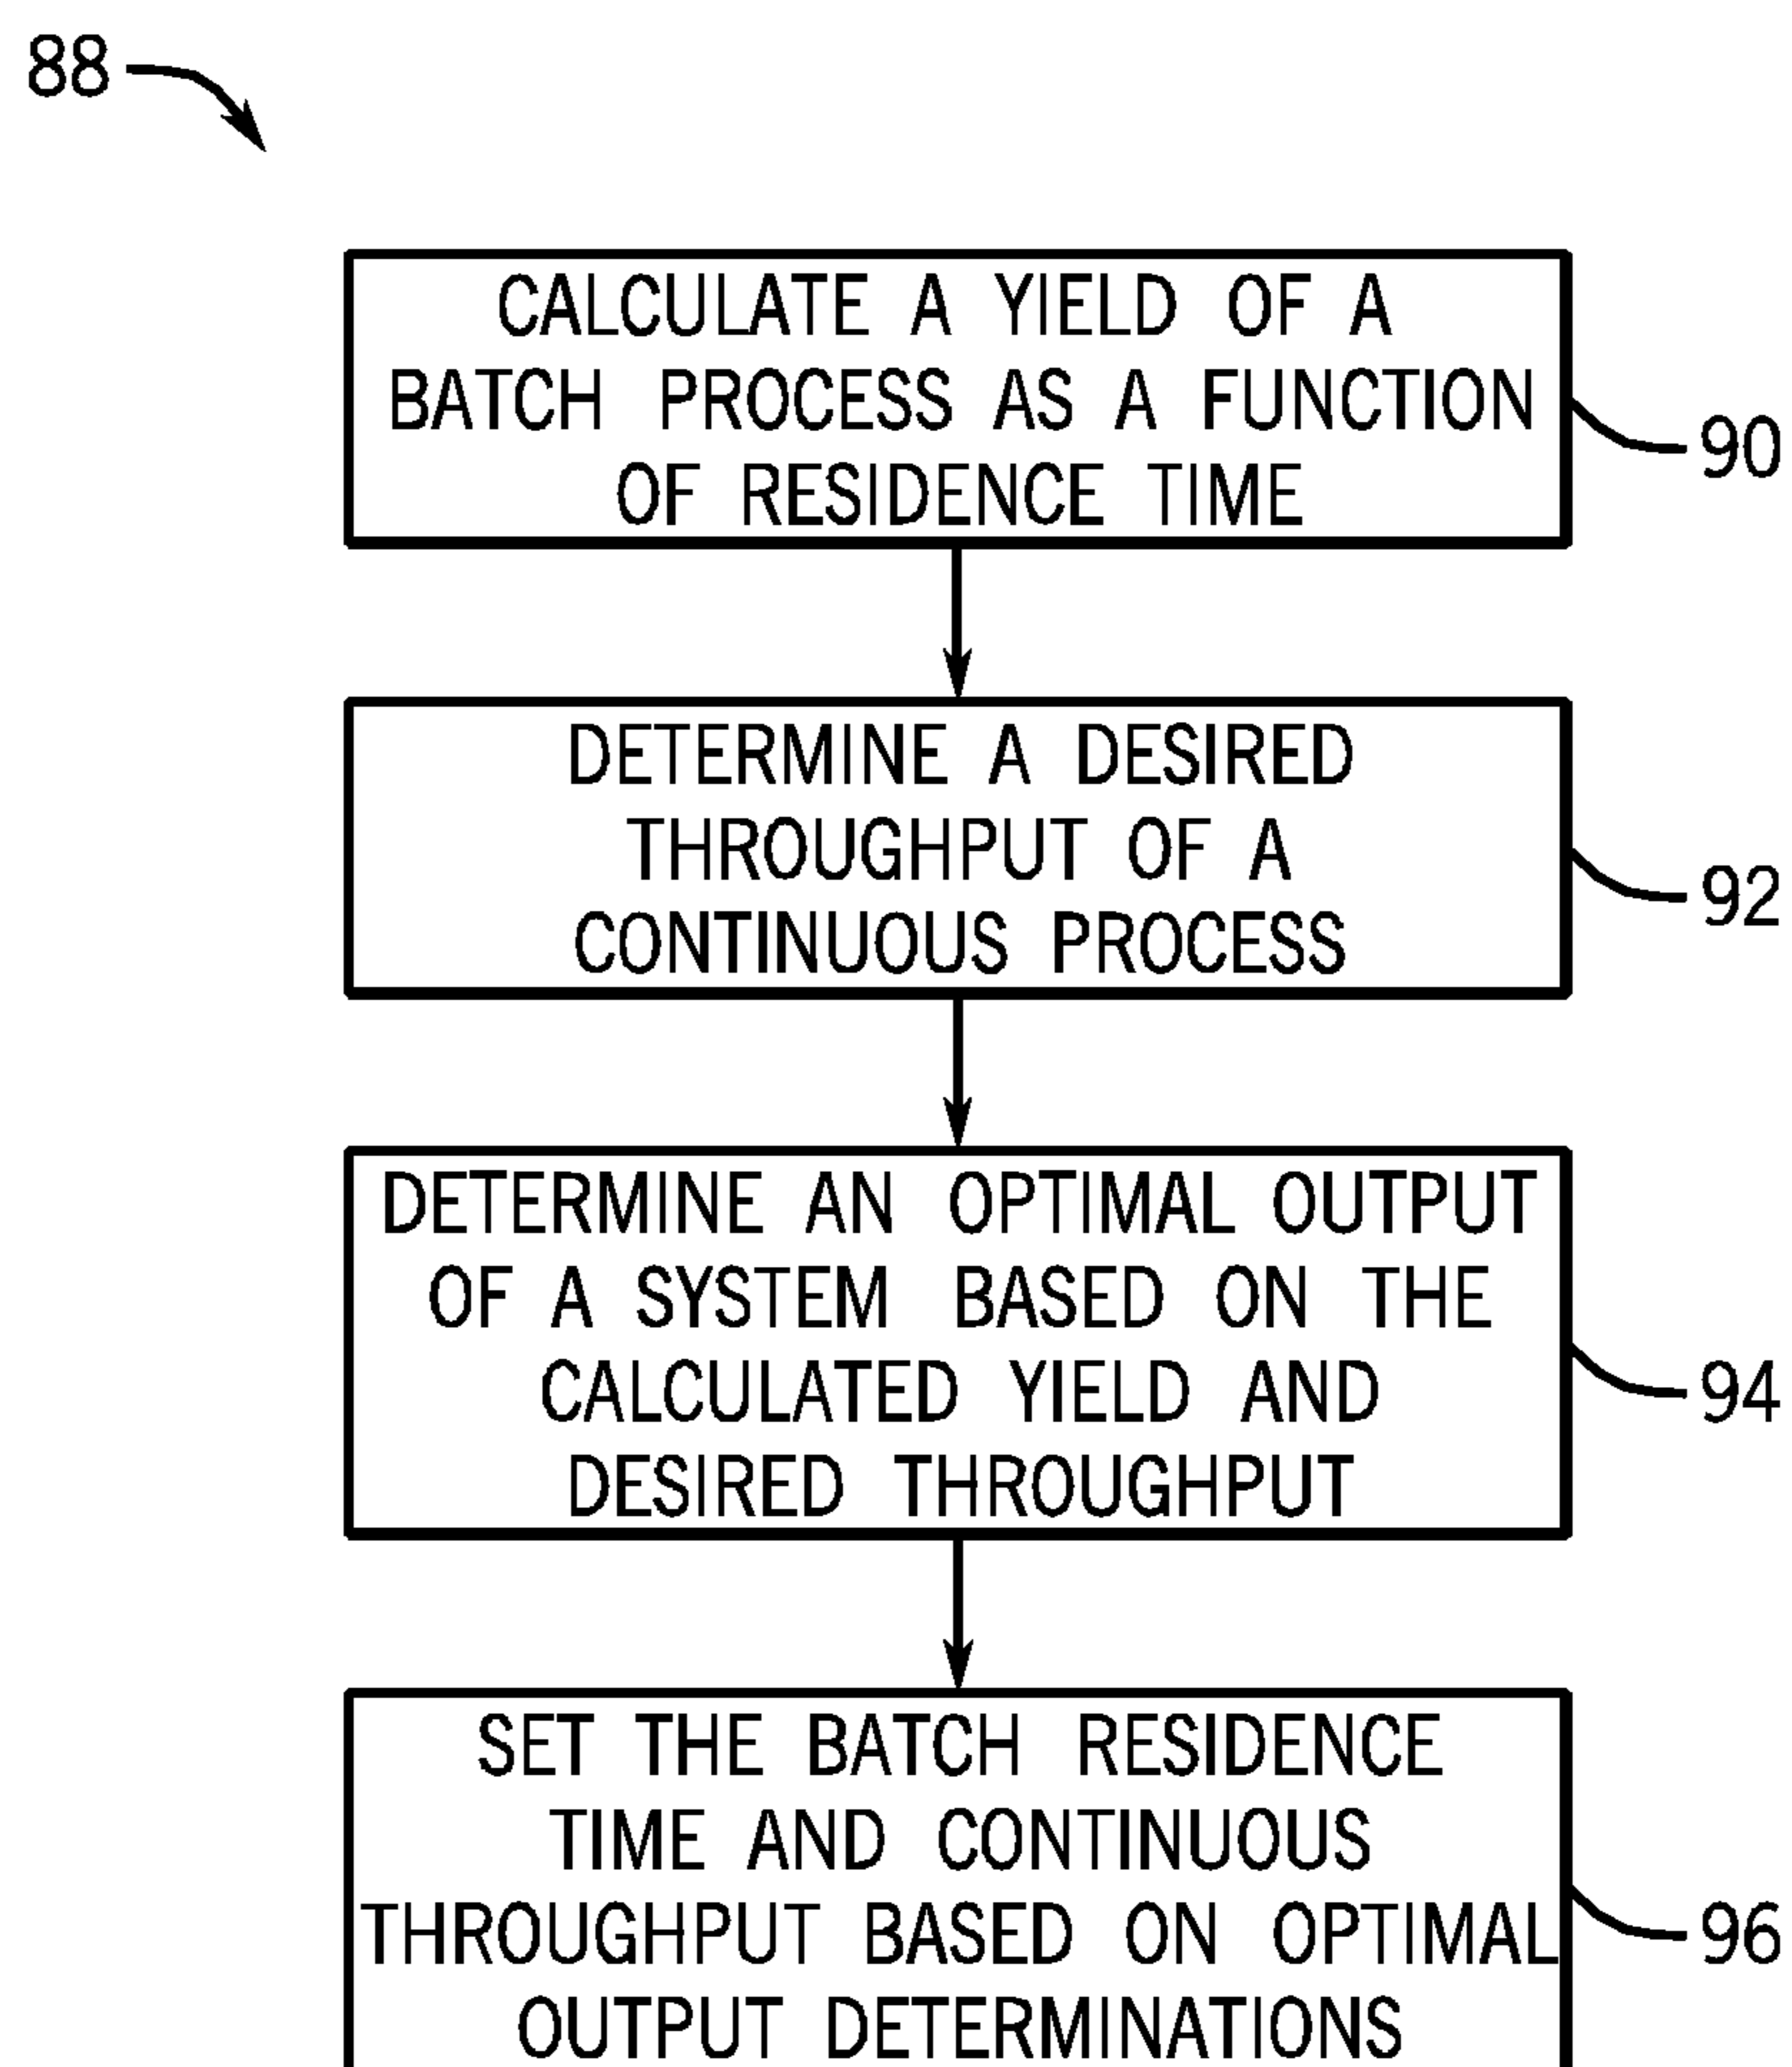 88
CALCULATE A YIELD OF A
BATCH PROCESS AS A FUNCTION
OF RESIDENCE TIME
90
DETERMINE A DESIRED
THROUGHPUT OF A
CONTINUOUS PROCESS
92
DETERMINE AN OPTIMAL OUTPUT
OF A SYSTEM BASED ON THE
CALCULATED YIELD AND
DESIRED THROUGHPUT
94
SET THE BATCH RESIDENCE
TIME AND CONTINUOUS
THROUGHPUT BASED ON OPTIMAL
OUTPUT DETERMINATIONS
96